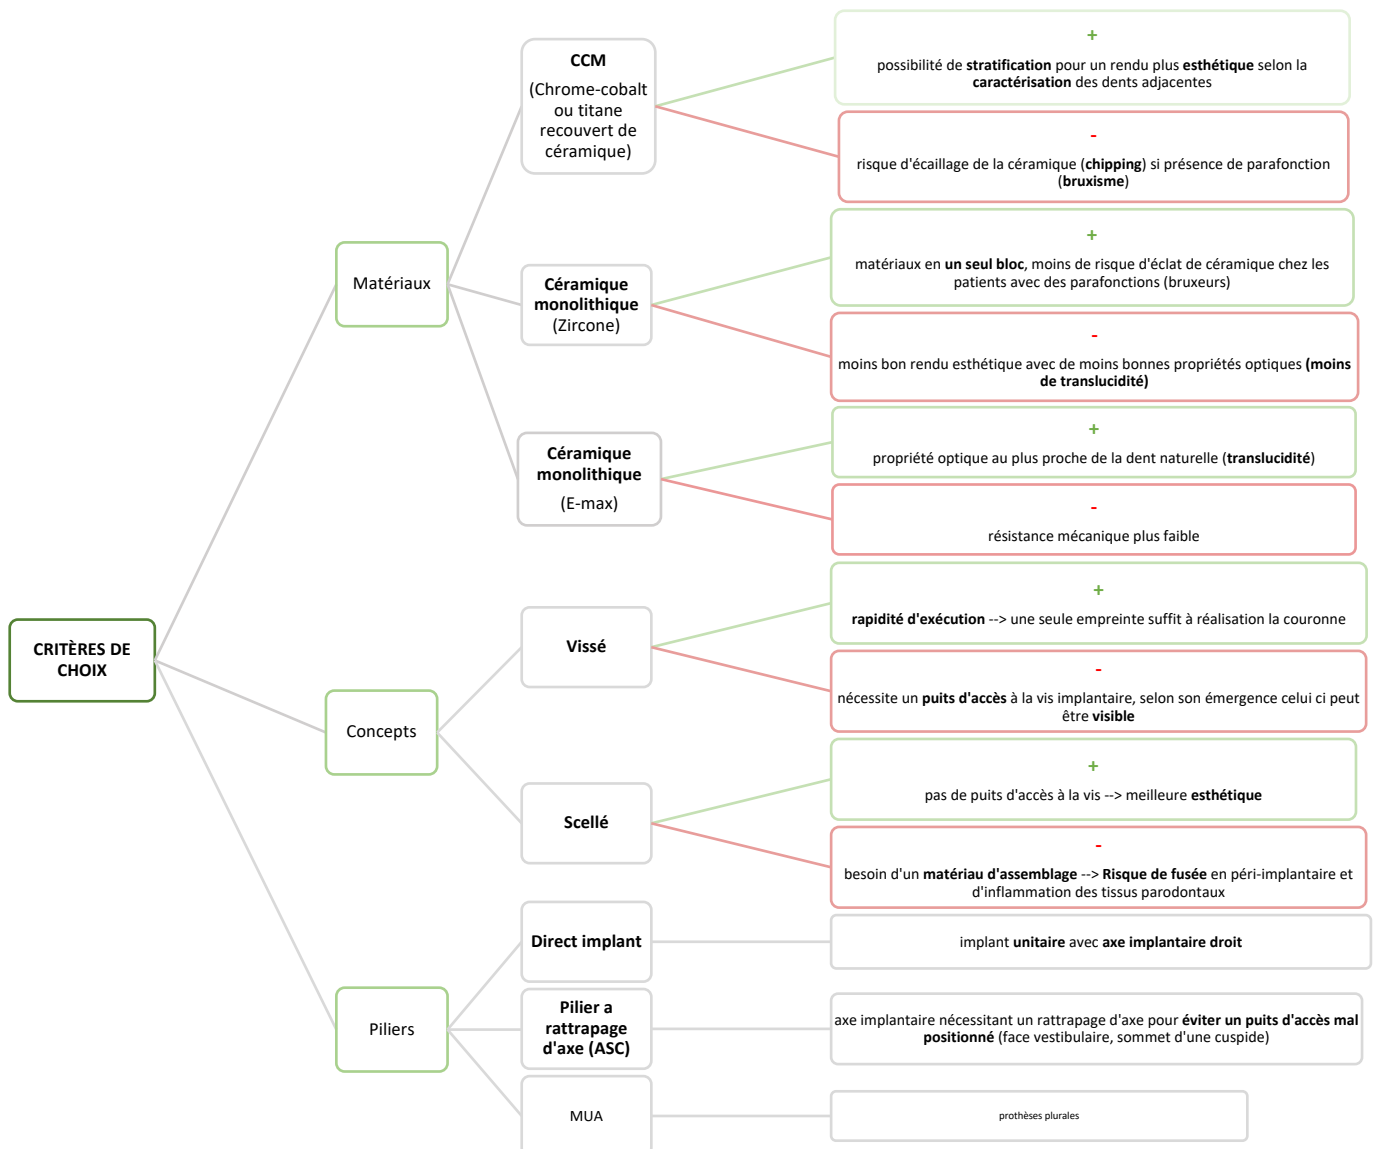 CRITÈRES DE
CHOIX
Matériaux
CCM
(Chrome-cobalt
ou titane
recouvert de
céramique)
+
possibilité de stratification pour un rendu plus esthétique selon la
caractérisation des dents adjacentes
-
risque d'écaillage de la céramique (chipping) si présence de parafonction
(bruxisme)
Céramique
monolithique
(Zircone)
+
matériaux en un seul bloc, moins de risque d'éclat de céramique chez les
patients avec des parafonctions (bruxeurs)
-
moins bon rendu esthétique avec de moins bonnes propriétés optiques (moins
de translucidité)
Céramique
monolithique
(E-max)
+
propriété optique au plus proche de la dent naturelle (translucidité)
-
résistance mécanique plus faible
Concepts
Vissé
+
rapidité d'exécution --> une seule empreinte suffit à réalisation la couronne
-
nécessite un puits d'accès à la vis implantaire, selon son émergence celui ci peut
être visible
Scellé
+
pas de puits d'accès à la vis --> meilleure esthétique
-
besoin d'un matériau d'assemblage --> Risque de fusée en péri-implantaire et
d'inflammation des tissus parodontaux
Piliers
Direct implant
implant unitaire avec axe implantaire droit
Pilier a
rattrapage
d'axe (ASC)
axe implantaire nécessitant un rattrapage d'axe pour éviter un puits d'accès mal
positionné (face vestibulaire, sommet d'une cuspide)
MUA
prothèses plurales